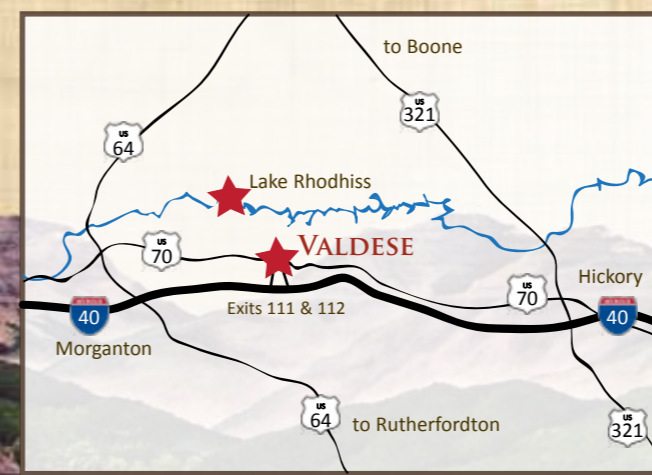 to Boone
US
321
US
64
Lake Rhodhiss
VALDESE
US
70
Hickory
US
70
Exits 111 & 112
40
40
Morganton
US
64
to Rutherfordton
US
321